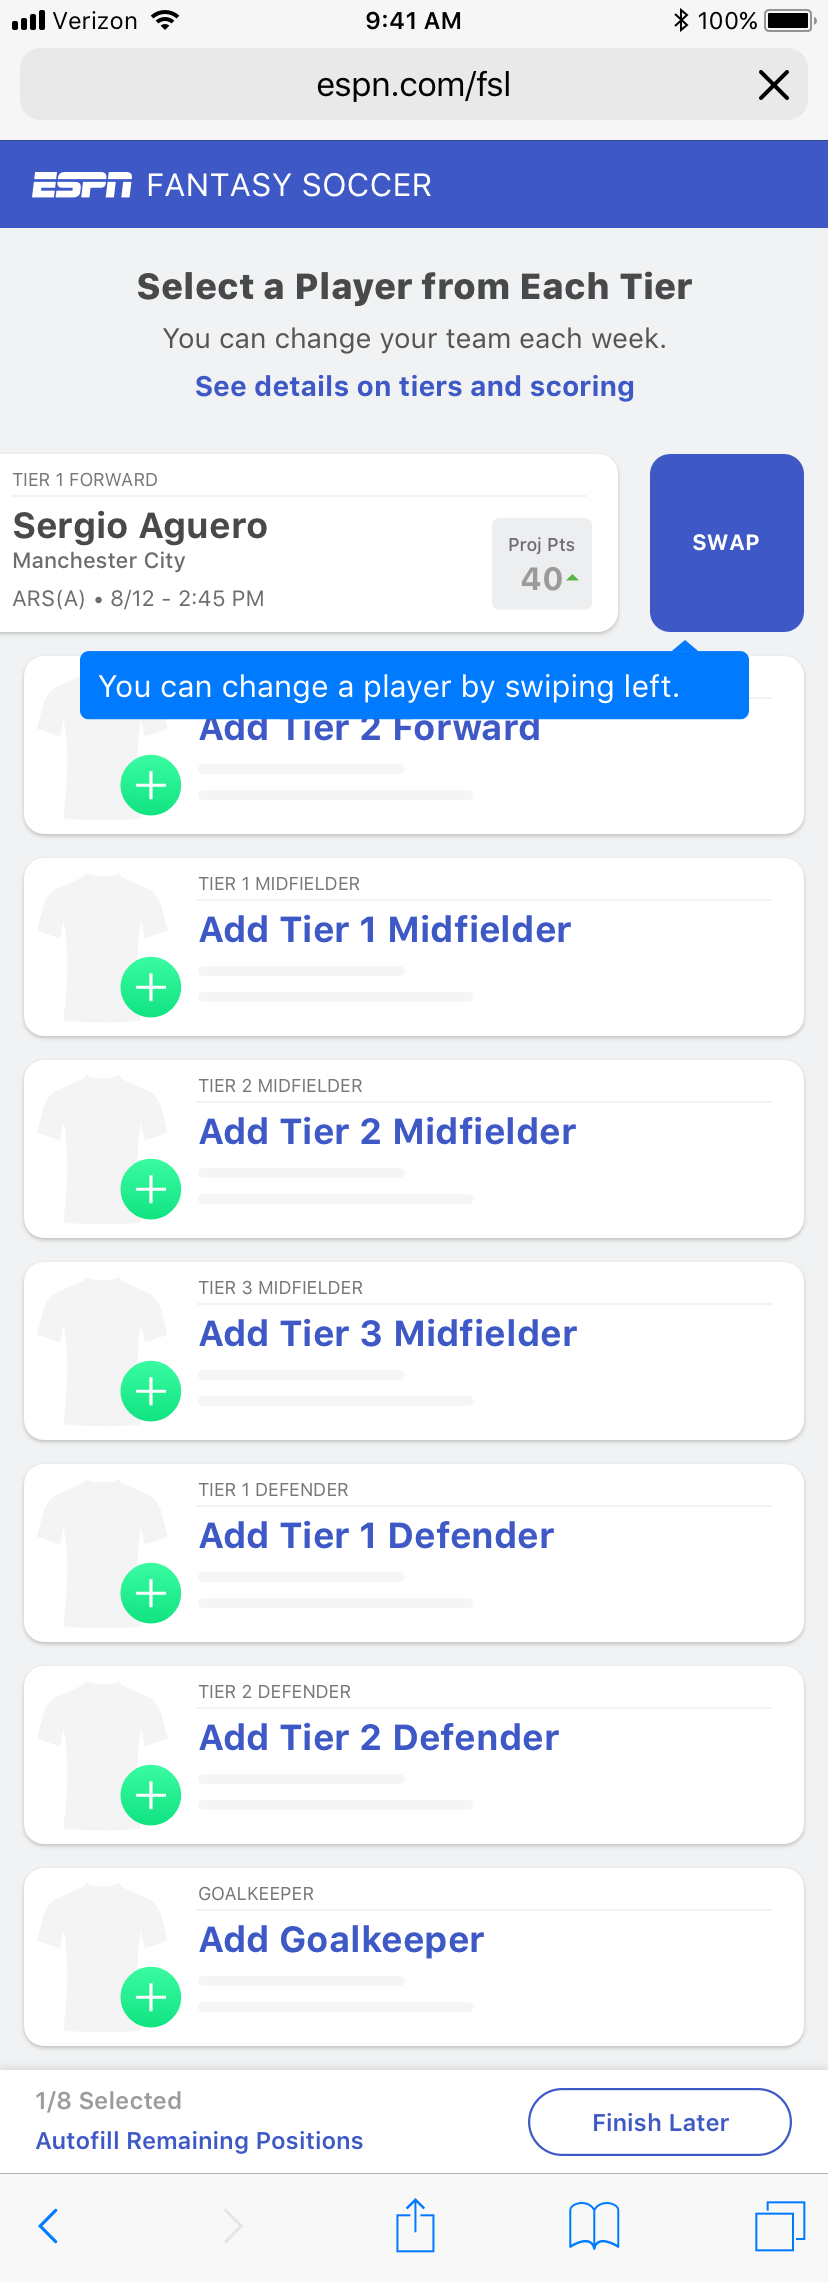 Verizon 9:41 AM 100%
espn.com/fsl
ESPN FANTASY SOCCER
Select a Player from Each Tier
You can change your team each week.
See details on tiers and scoring
TIER 1 FORWARD
Sergio Aguero
Manchester City
ARS(A) • 8/12 - 2:45 PM
Proj Pts
40
SWAP
You can change a player by swiping left.
Add Tier 2 Forward
TIER 1 MIDFIELDER
Add Tier 1 Midfielder
TIER 2 MIDFIELDER
Add Tier 2 Midfielder
TIER 3 MIDFIELDER
Add Tier 3 Midfielder
TIER 1 DEFENDER
Add Tier 1 Defender
TIER 2 DEFENDER
Add Tier 2 Defender
GOALKEEPER
Add Goalkeeper
1/8 Selected
Autofill Remaining Positions
Finish Later